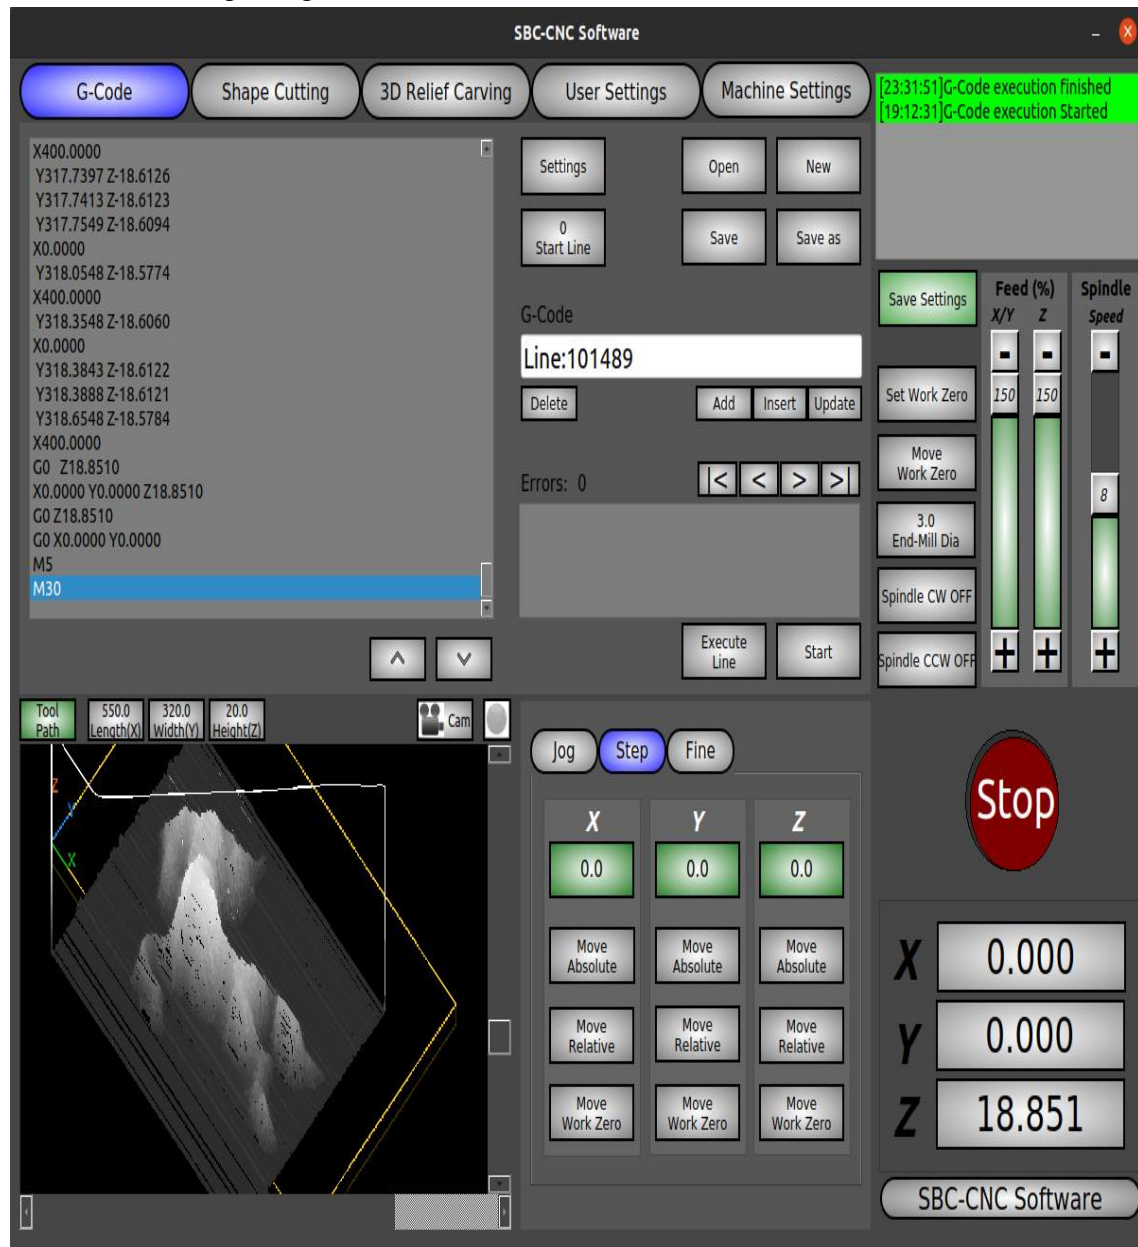 SBC-CNC Software
G-Code
Shape Cutting
3D Relief Carving
User Settings
Machine Settings
[23:31:51]G-Code execution finished
[19:12:31]G-Code execution Started
X400.0000
Y317.7397 Z-18.6126
Y317.7413 Z-18.6123
Y317.7549 Z-18.6094
X0.0000
Y318.0548 Z-18.5774
X400.0000
Y318.3548 Z-18.6060
X0.0000
Y318.3843 Z-18.6122
Y318.3888 Z-18.6121
Y318.6548 Z-18.5784
X400.0000
G0 Z18.8510
X0.0000 Y0.0000 Z18.8510
G0 Z18.8510
G0 X0.0000 Y0.0000
M5
M30
Settings
Open
New
0
Start Line
Save
Save as
G-Code
Line:101489
Delete
Add
Insert
Update
Errors: 0
|<
<
>
>|
Execute
Line
Start
Save Settings
Set Work Zero
Move
Work Zero
3.0
End-Mill Dia
Spindle CW OFF
Spindle CCW OFF
Feed (%)
X/Y
Z
Spindle
Speed
-
-
-
150
150
8
+
+
+
Tool
Path
550.0
Length(X)
320.0
Width(Y)
20.0
Height(Z)
Cam
Z
Y
X
Jog
Step
Fine
X
Y
Z
0.0
0.0
0.0
Move
Absolute
Move
Absolute
Move
Absolute
Move
Relative
Move
Relative
Move
Relative
Move
Work Zero
Move
Work Zero
Move
Work Zero
Stop
X
0.000
Y
0.000
Z
18.851
SBC-CNC Software